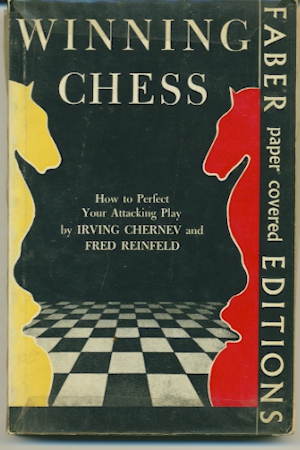 WINNING
CHESS
How to Perfect
Your Attacking Play
by IRVING CHERNEV and
FRED REINFELD
FABER paper covered EDITIONS